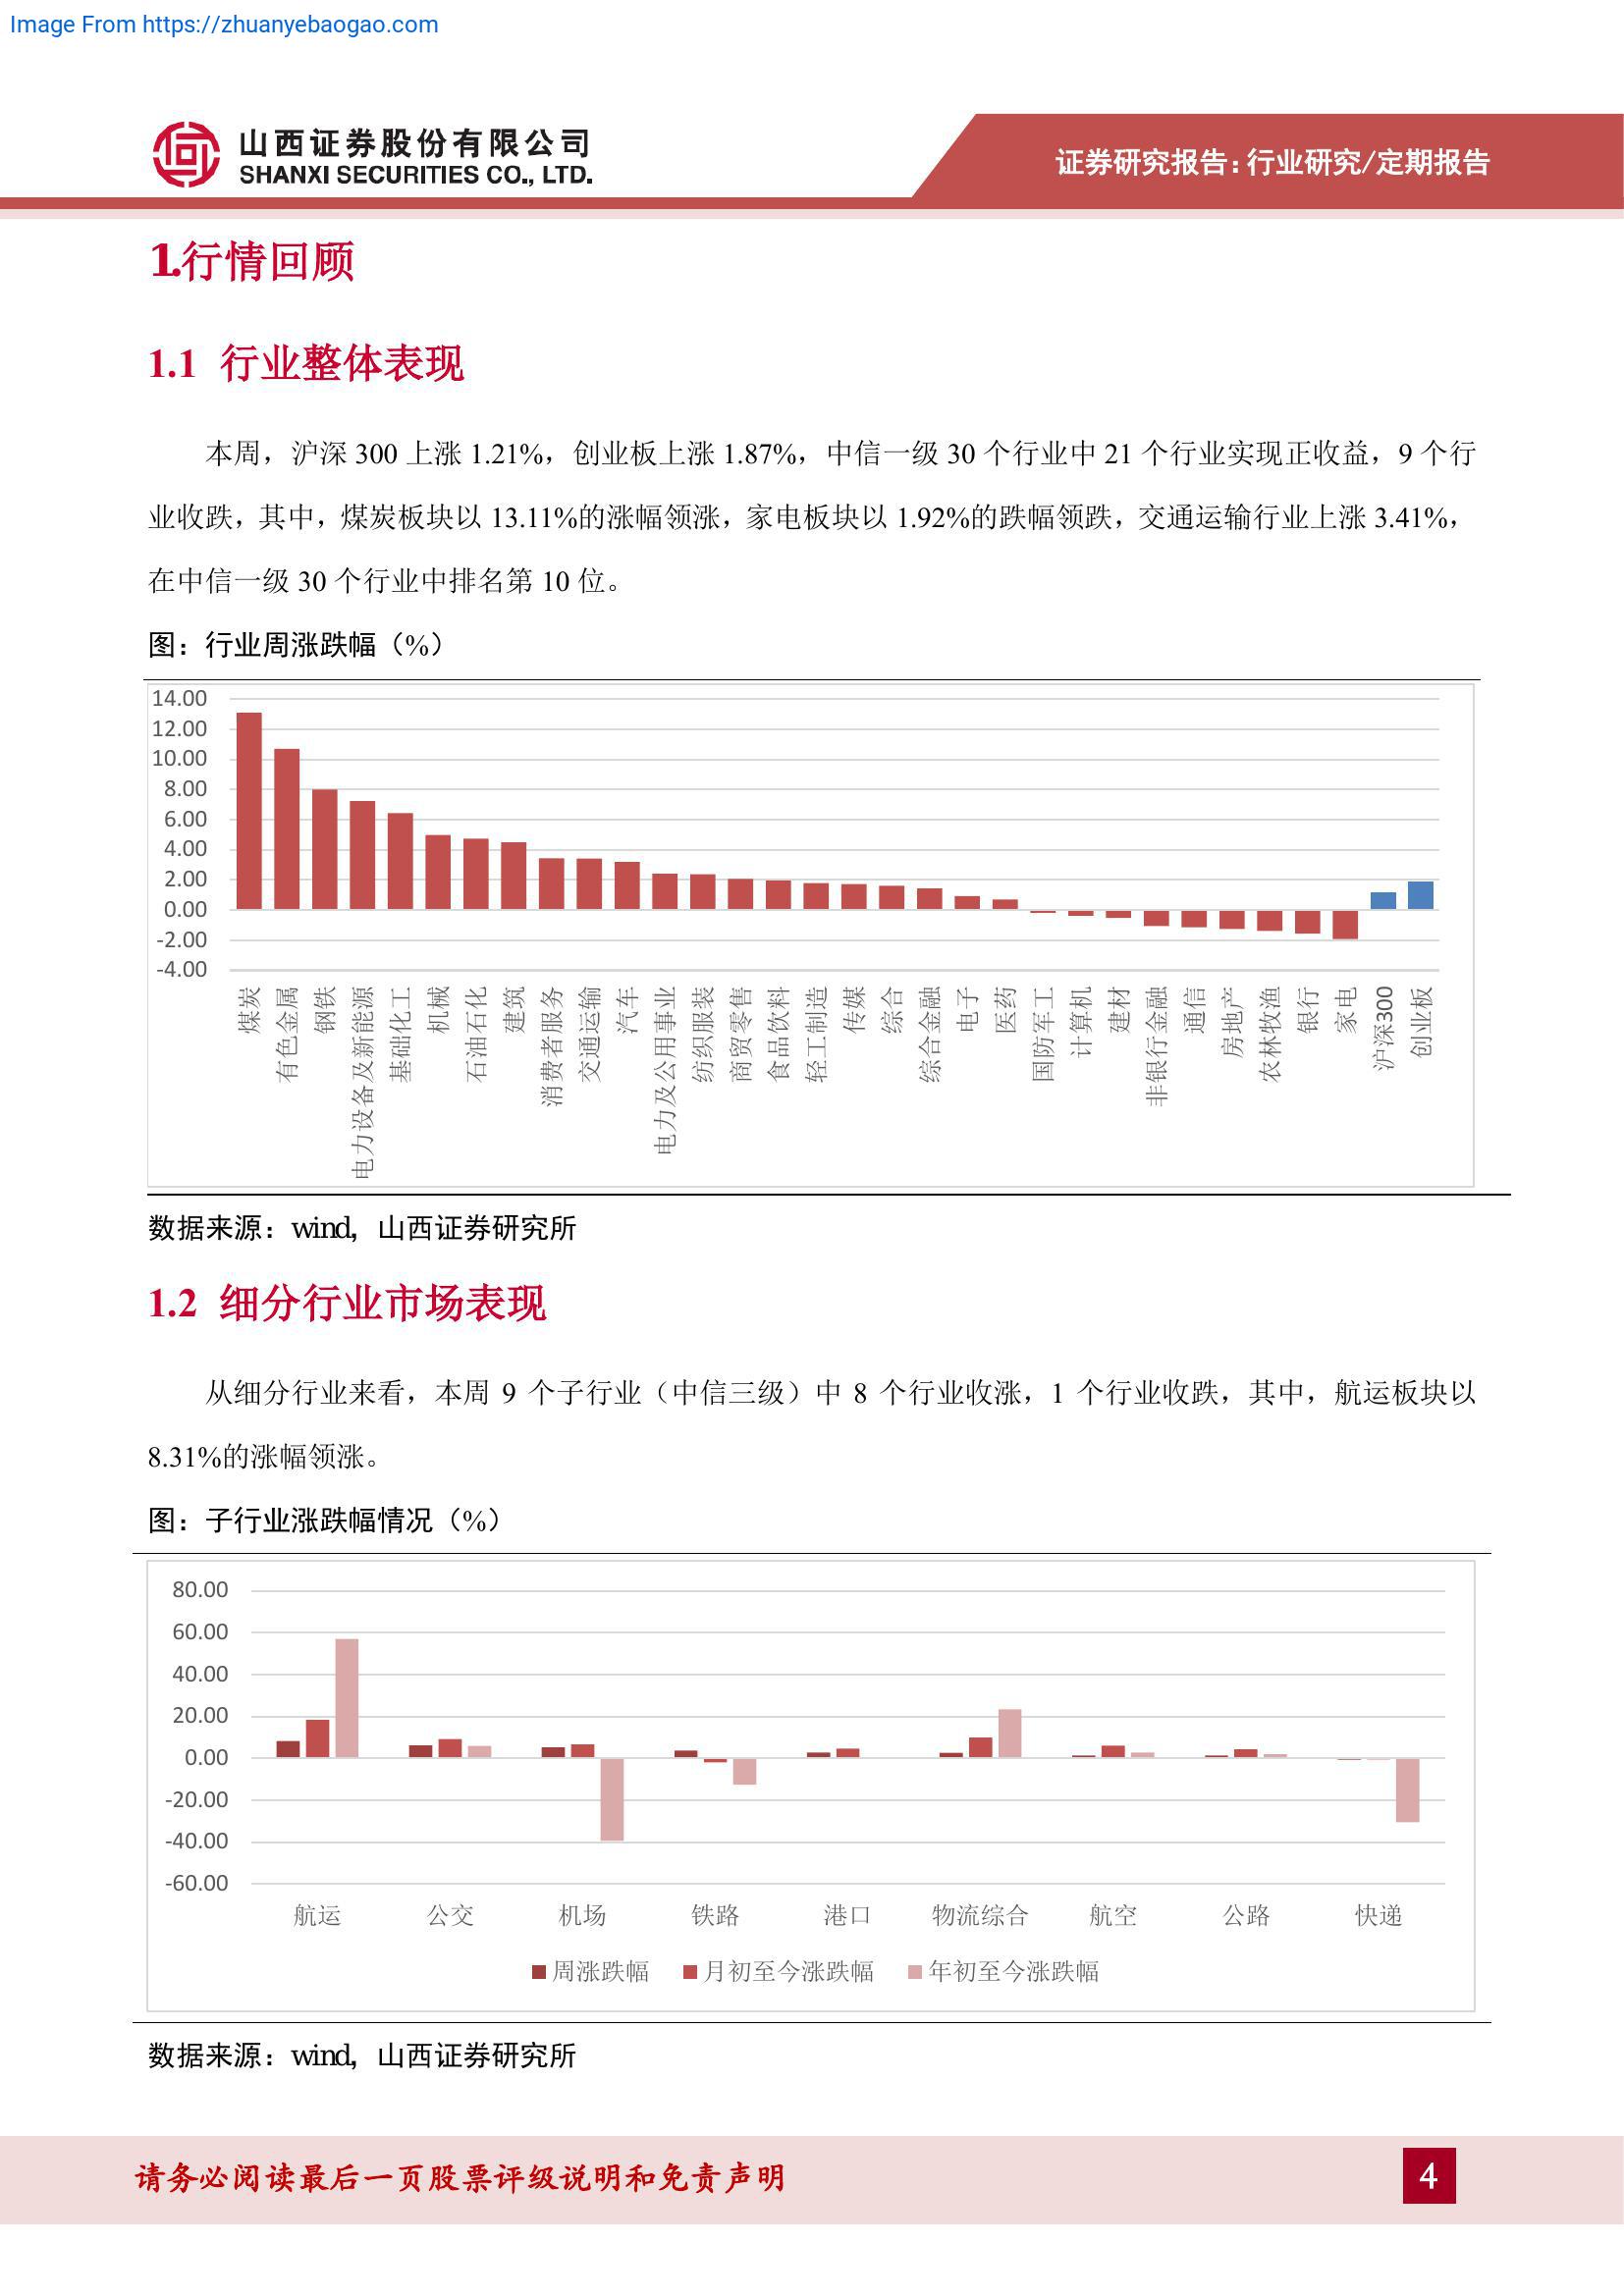 Image From https://zhuanyebaogao.com
山西证券股份有限公司
SHANXI SECURITIES CO., LTD.
证券研究报告:行业研究/定期报告
1.行情回顾
1.1 行业整体表现
本周，沪深 300 上涨 1.21%，创业板上涨 1.87%，中信一级 30 个行业中 21 个行业实现正收益，9 个行
业收跌，其中，煤炭板块以 13.11%的涨幅领涨，家电板块以 1.92%的跌幅领跌，交通运输行业上涨 3.41%，
在中信一级 30 个行业中排名第 10 位。
图：行业周涨跌幅（%）
14.00
12.00
10.00
8.00
6.00
4.00
2.00
0.00
-2.00
-4.00
煤炭
有色金属
钢铁
电力设备及新能源
基础化工
机械
石油石化
建筑
消费者服务
交通运输
汽车
电力及公用事业
纺织服装
商贸零售
食品饮料
轻工制造
传媒
综合
综合金融
电子
医药
国防军工
计算机
建材
非银行金融
通信
房地产
农林牧渔
银行
家电
沪深300
创业板
数据来源：wind，山西证券研究所
1.2 细分行业市场表现
从细分行业来看，本周 9 个子行业（中信三级）中 8 个行业收涨，1 个行业收跌，其中，航运板块以
8.31%的涨幅领涨。
图：子行业涨跌幅情况（%）
80.00
60.00
40.00
20.00
0.00
-20.00
-40.00
-60.00
航运 公交 机场 铁路 港口 物流综合 航空 公路 快递
周涨跌幅 月初至今涨跌幅 年初至今涨跌幅
数据来源：wind，山西证券研究所
请务必阅读最后一页股票评级说明和免责声明
4